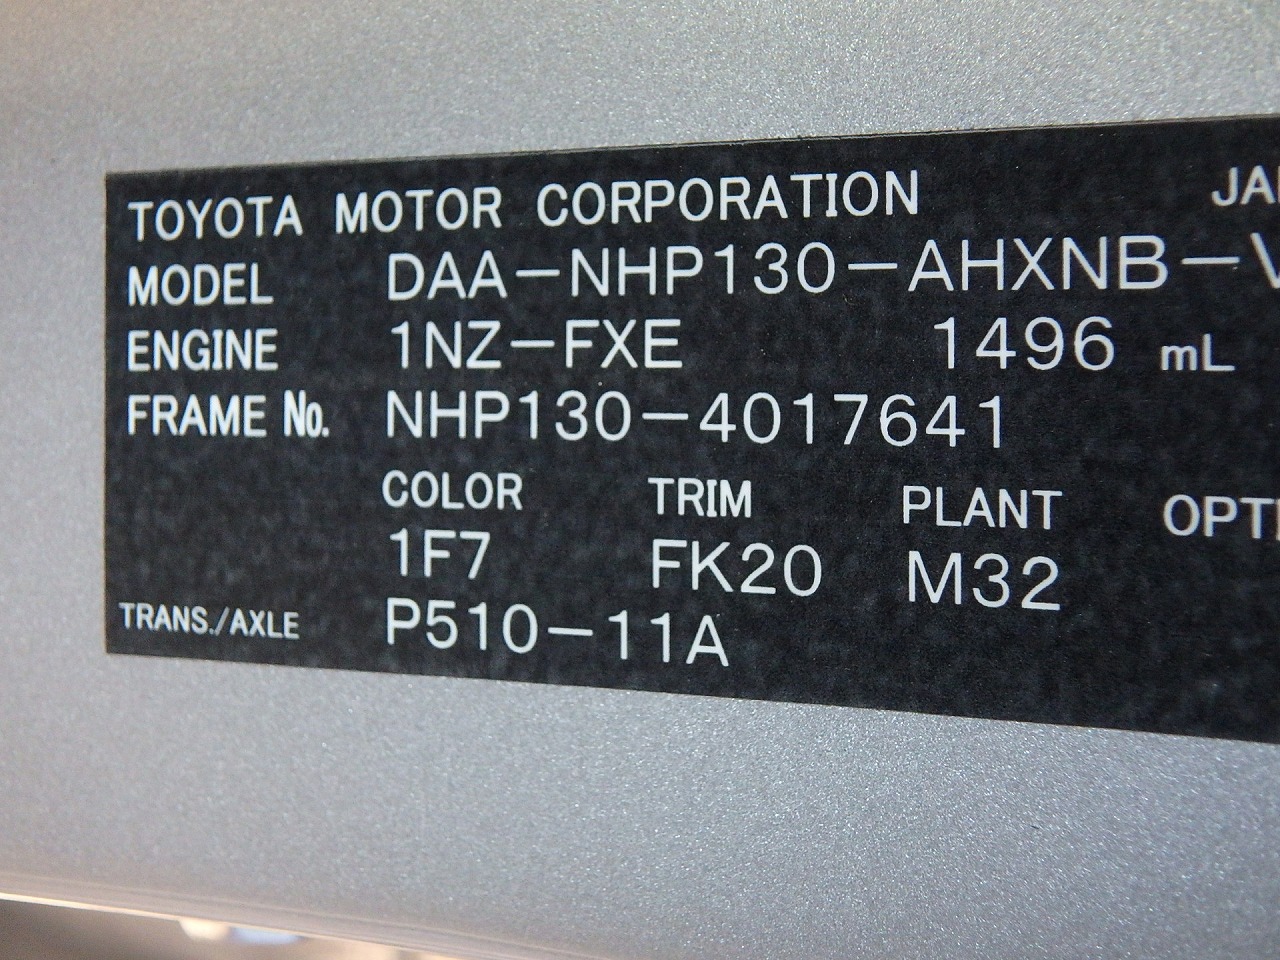 TOYOTA MOTOR CORPORATION
MODEL DAA-NHP130-AHXNB-
ENGINE 1NZ-FXE 1496 mL
FRAME No. NHP130-4017641
COLOR TRIM PLANT
1F7 FK20 M32
TRANS./AXLE P510-11A